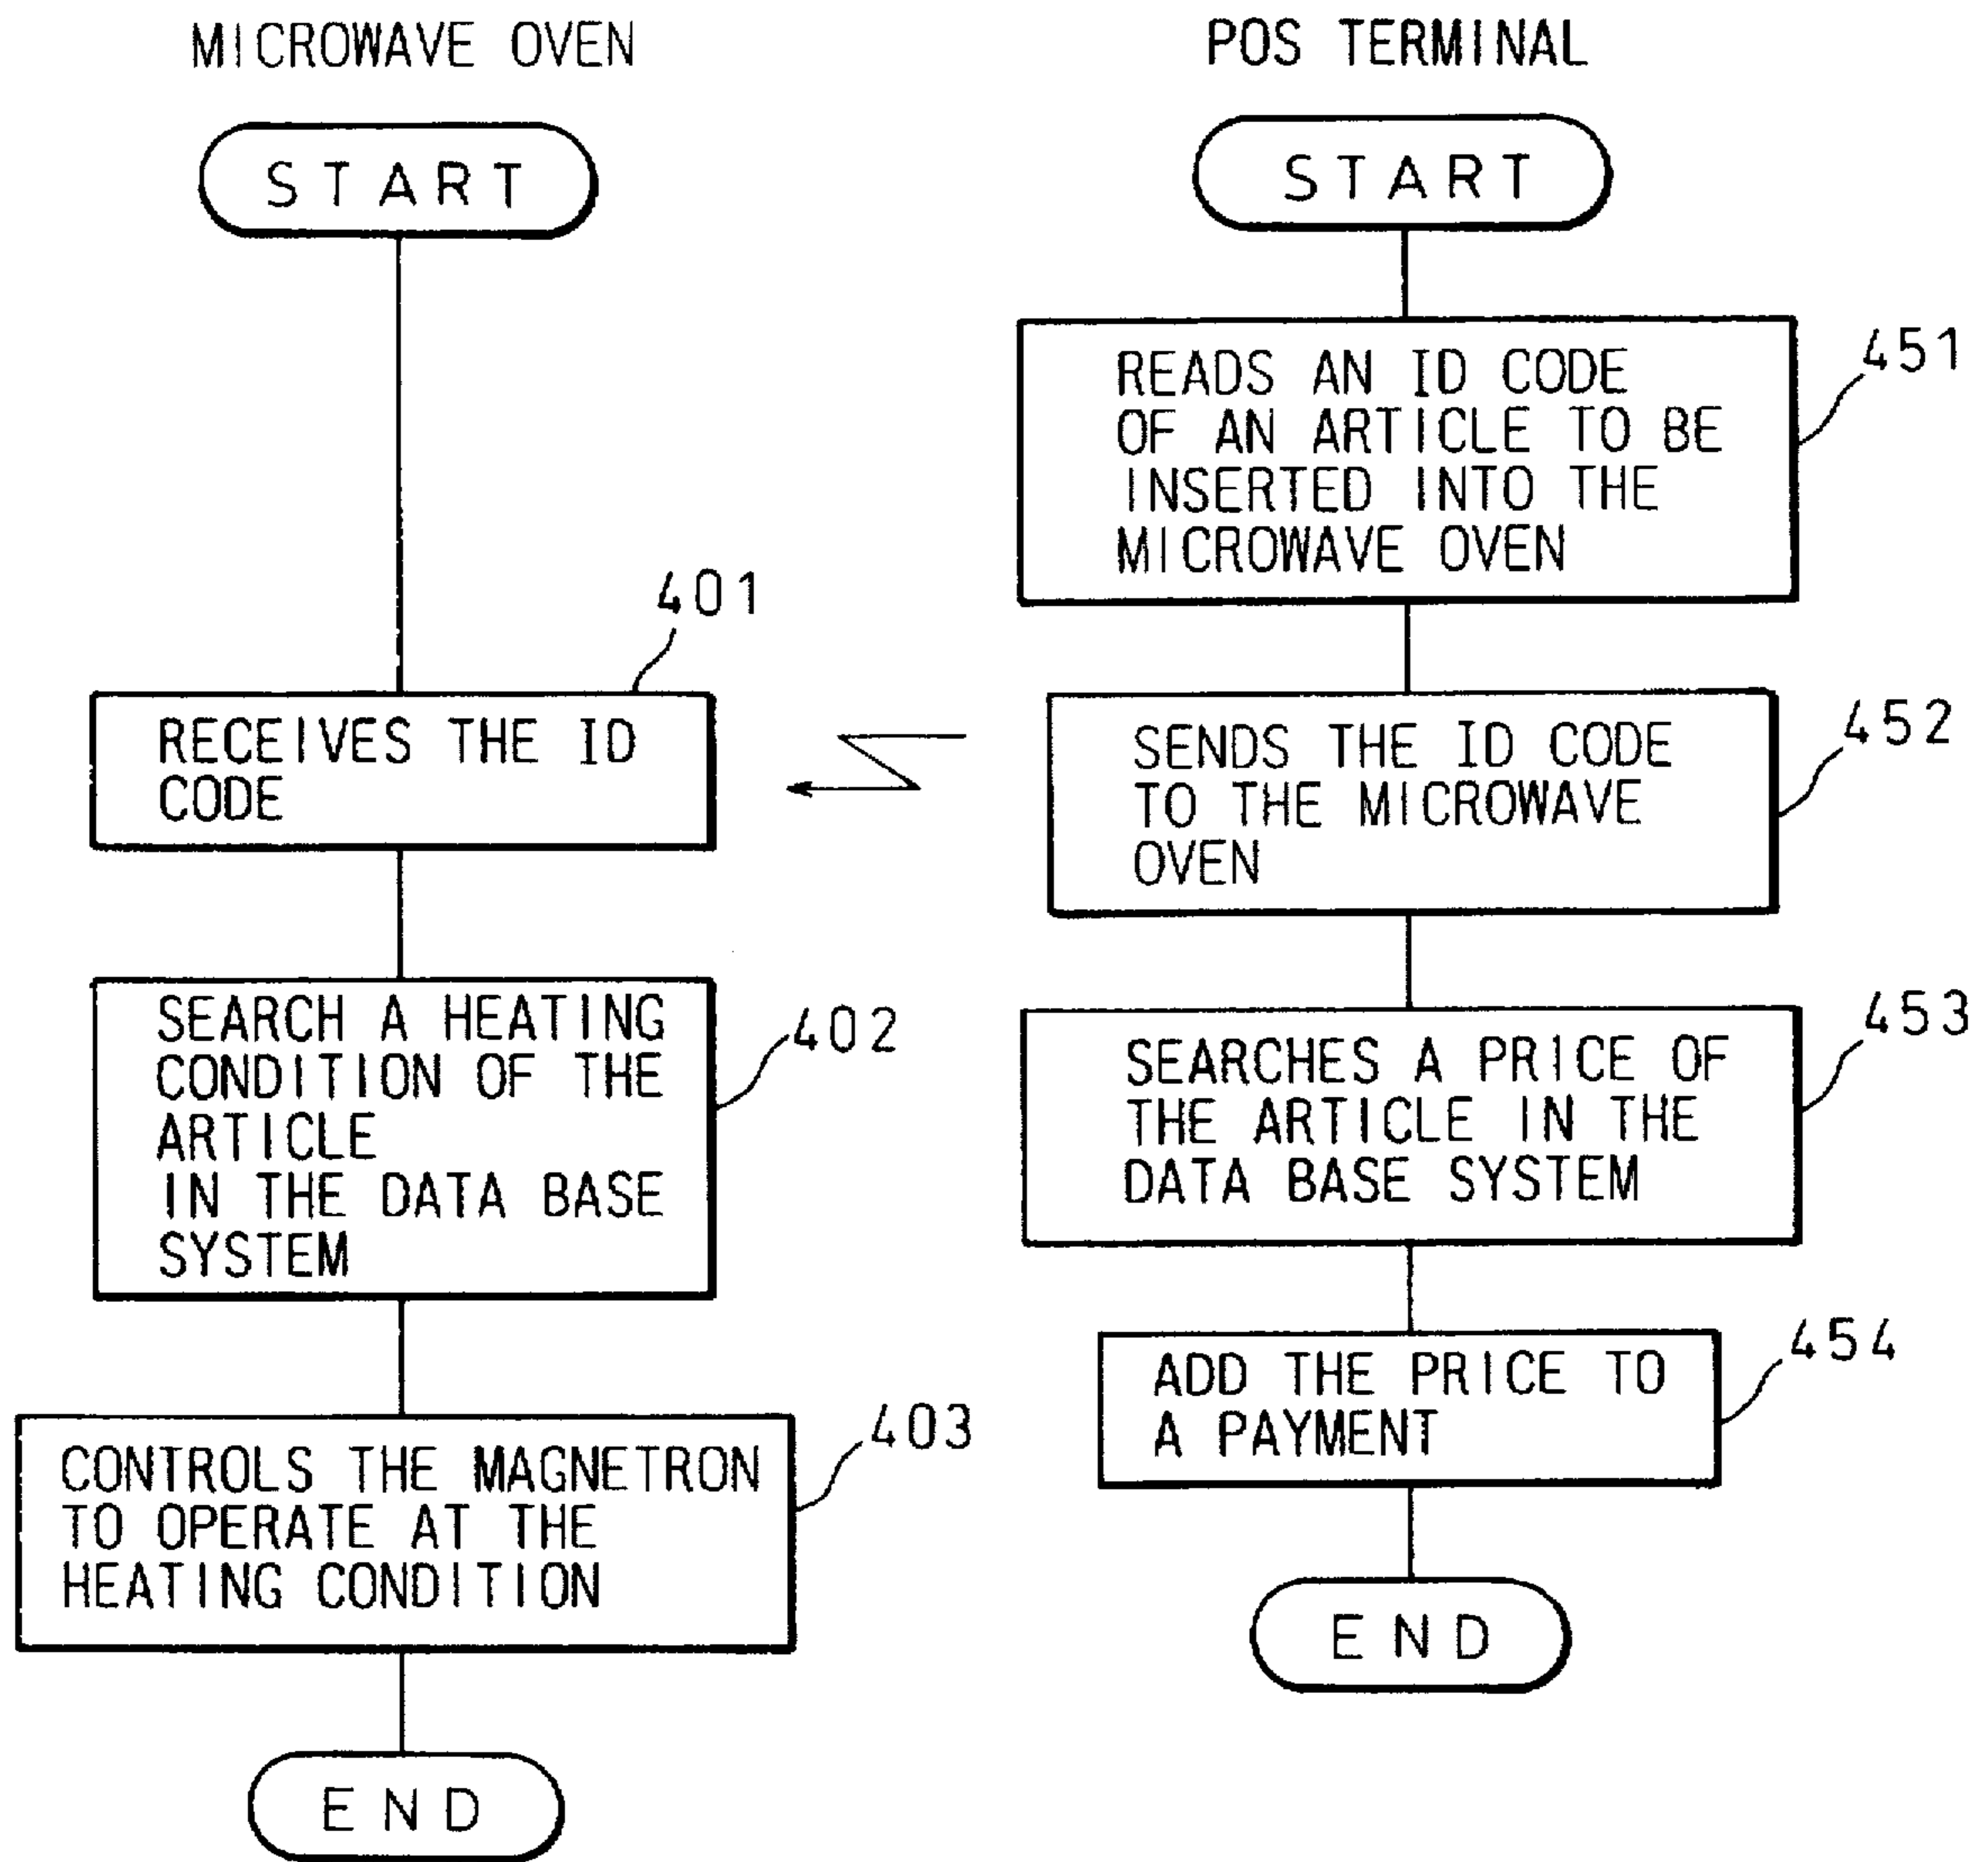 MICROWAVE OVEN
START
401
RECEIVES THE ID
CODE
402
SEARCH A HEATING
CONDITION OF THE
ARTICLE
IN THE DATA BASE
SYSTEM
403
CONTROLS THE MAGNETRON
TO OPERATE AT THE
HEATING CONDITION
END
POS TERMINAL
START
451
READS AN ID CODE
OF AN ARTICLE TO BE
INSERTED INTO THE
MICROWAVE OVEN
452
SENDS THE ID CODE
TO THE MICROWAVE
OVEN
453
SEARCHES A PRICE OF
THE ARTICLE IN THE
DATA BASE SYSTEM
454
ADD THE PRICE TO
A PAYMENT
END